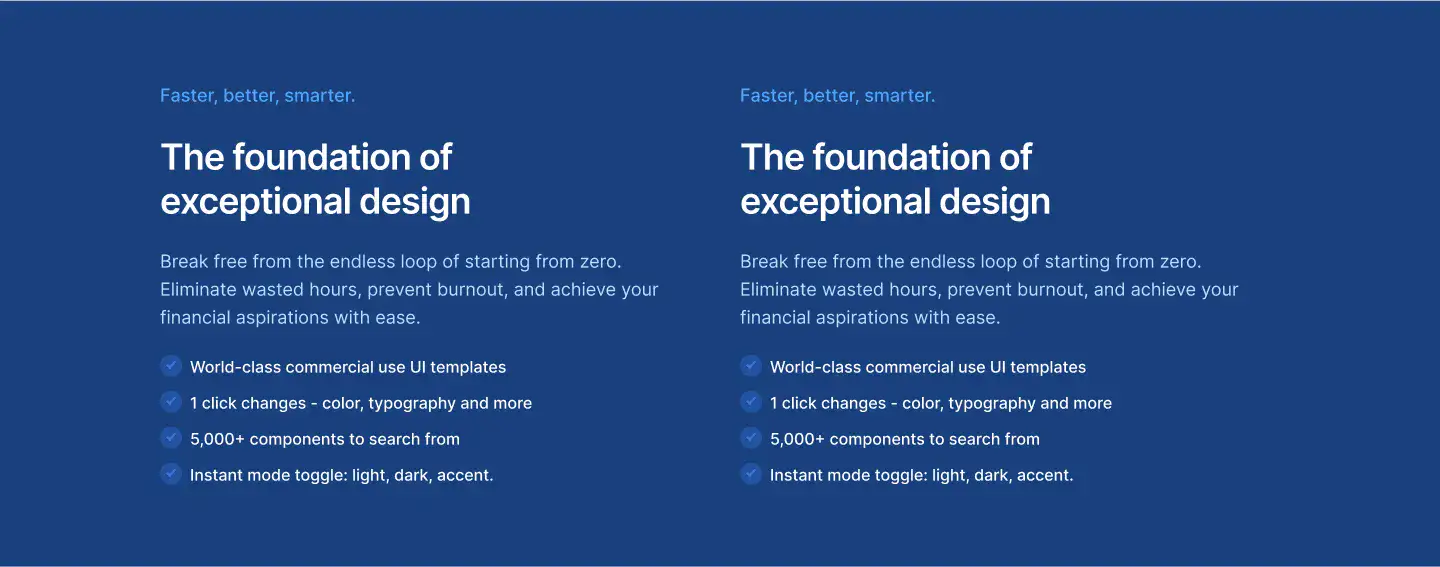 Faster, better, smarter.
The foundation of
exceptional design
Break free from the endless loop of starting from zero.
Eliminate wasted hours, prevent burnout, and achieve your
financial aspirations with ease.
World-class commercial use UI templates
1 click changes - color, typography and more
5,000+ components to search from
Instant mode toggle: light, dark, accent.
Faster, better, smarter.
The foundation of
exceptional design
Break free from the endless loop of starting from zero.
Eliminate wasted hours, prevent burnout, and achieve your
financial aspirations with ease.
World-class commercial use UI templates
1 click changes - color, typography and more
5,000+ components to search from
Instant mode toggle: light, dark, accent.